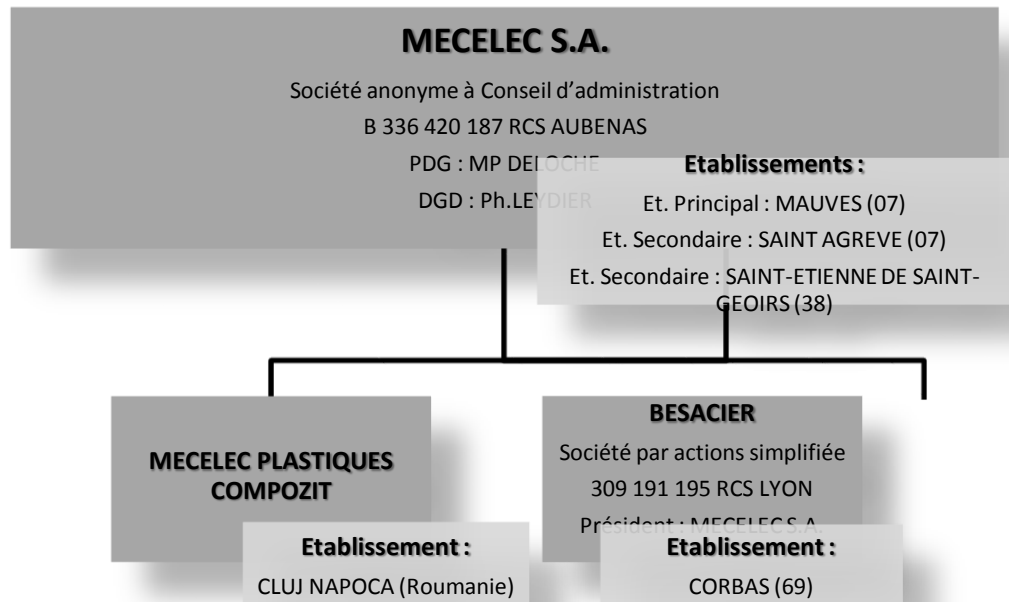 MECELEC S.A.
Société anonyme à Conseil d'administration
B 336 420 187 RCS AUBENAS
PDG : MP DELOCHE
DGD : Ph.LEYDIER
Etablissements :
Et. Principal : MAUVES (07)
Et. Secondaire : SAINT AGREVE (07)
Et. Secondaire : SAINT-ETIENNE DE SAINT-
GEOIRS (38)
MECELEC PLASTIQUES
COMPOZIT
Etablissement :
CLUJ NAPOCA (Roumanie)
BESACIER
Société par actions simplifiée
309 191 195 RCS LYON
Président : MECELEC S.A.
Etablissement :
CORBAS (69)